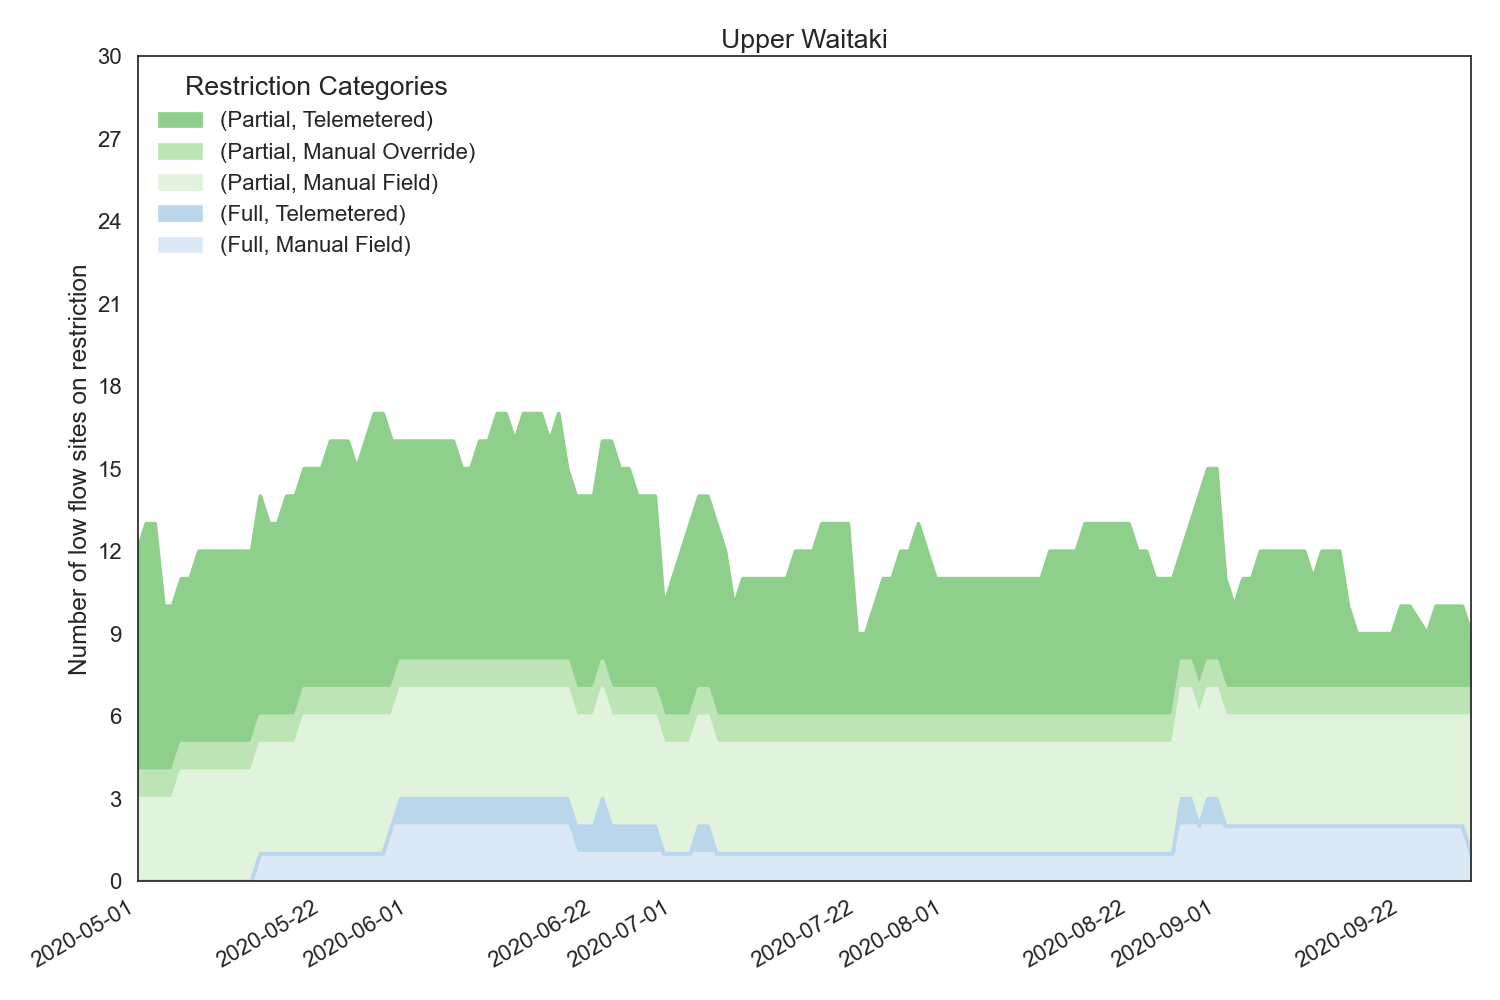 Upper Waitaki
30
27
24
21
18
15
12
9
6
3
0
Number of low flow sites on restriction
Restriction Categories
(Partial, Telemetered)
(Partial, Manual Override)
(Partial, Manual Field)
(Full, Telemetered)
(Full, Manual Field)
2020-05-01
2020-05-22
2020-06-01
2020-06-22
2020-07-01
2020-07-22
2020-08-01
2020-08-22
2020-09-01
2020-09-22